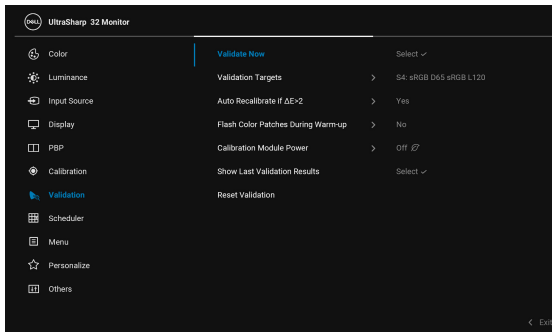 DELL UltraSharp 32 Monitor
Color
Luminance
Input Source
Display
PBP
Calibration
Validation
Scheduler
Menu
Personalize
Others
Validate Now Select
Validation Targets S4: sRGB D65 sRGB L120
Auto Recalibrate if ΔE>2 Yes
Flash Color Patches During Warm-up No
Calibration Module Power Off
Show Last Validation Results Select
Reset Validation
Exit